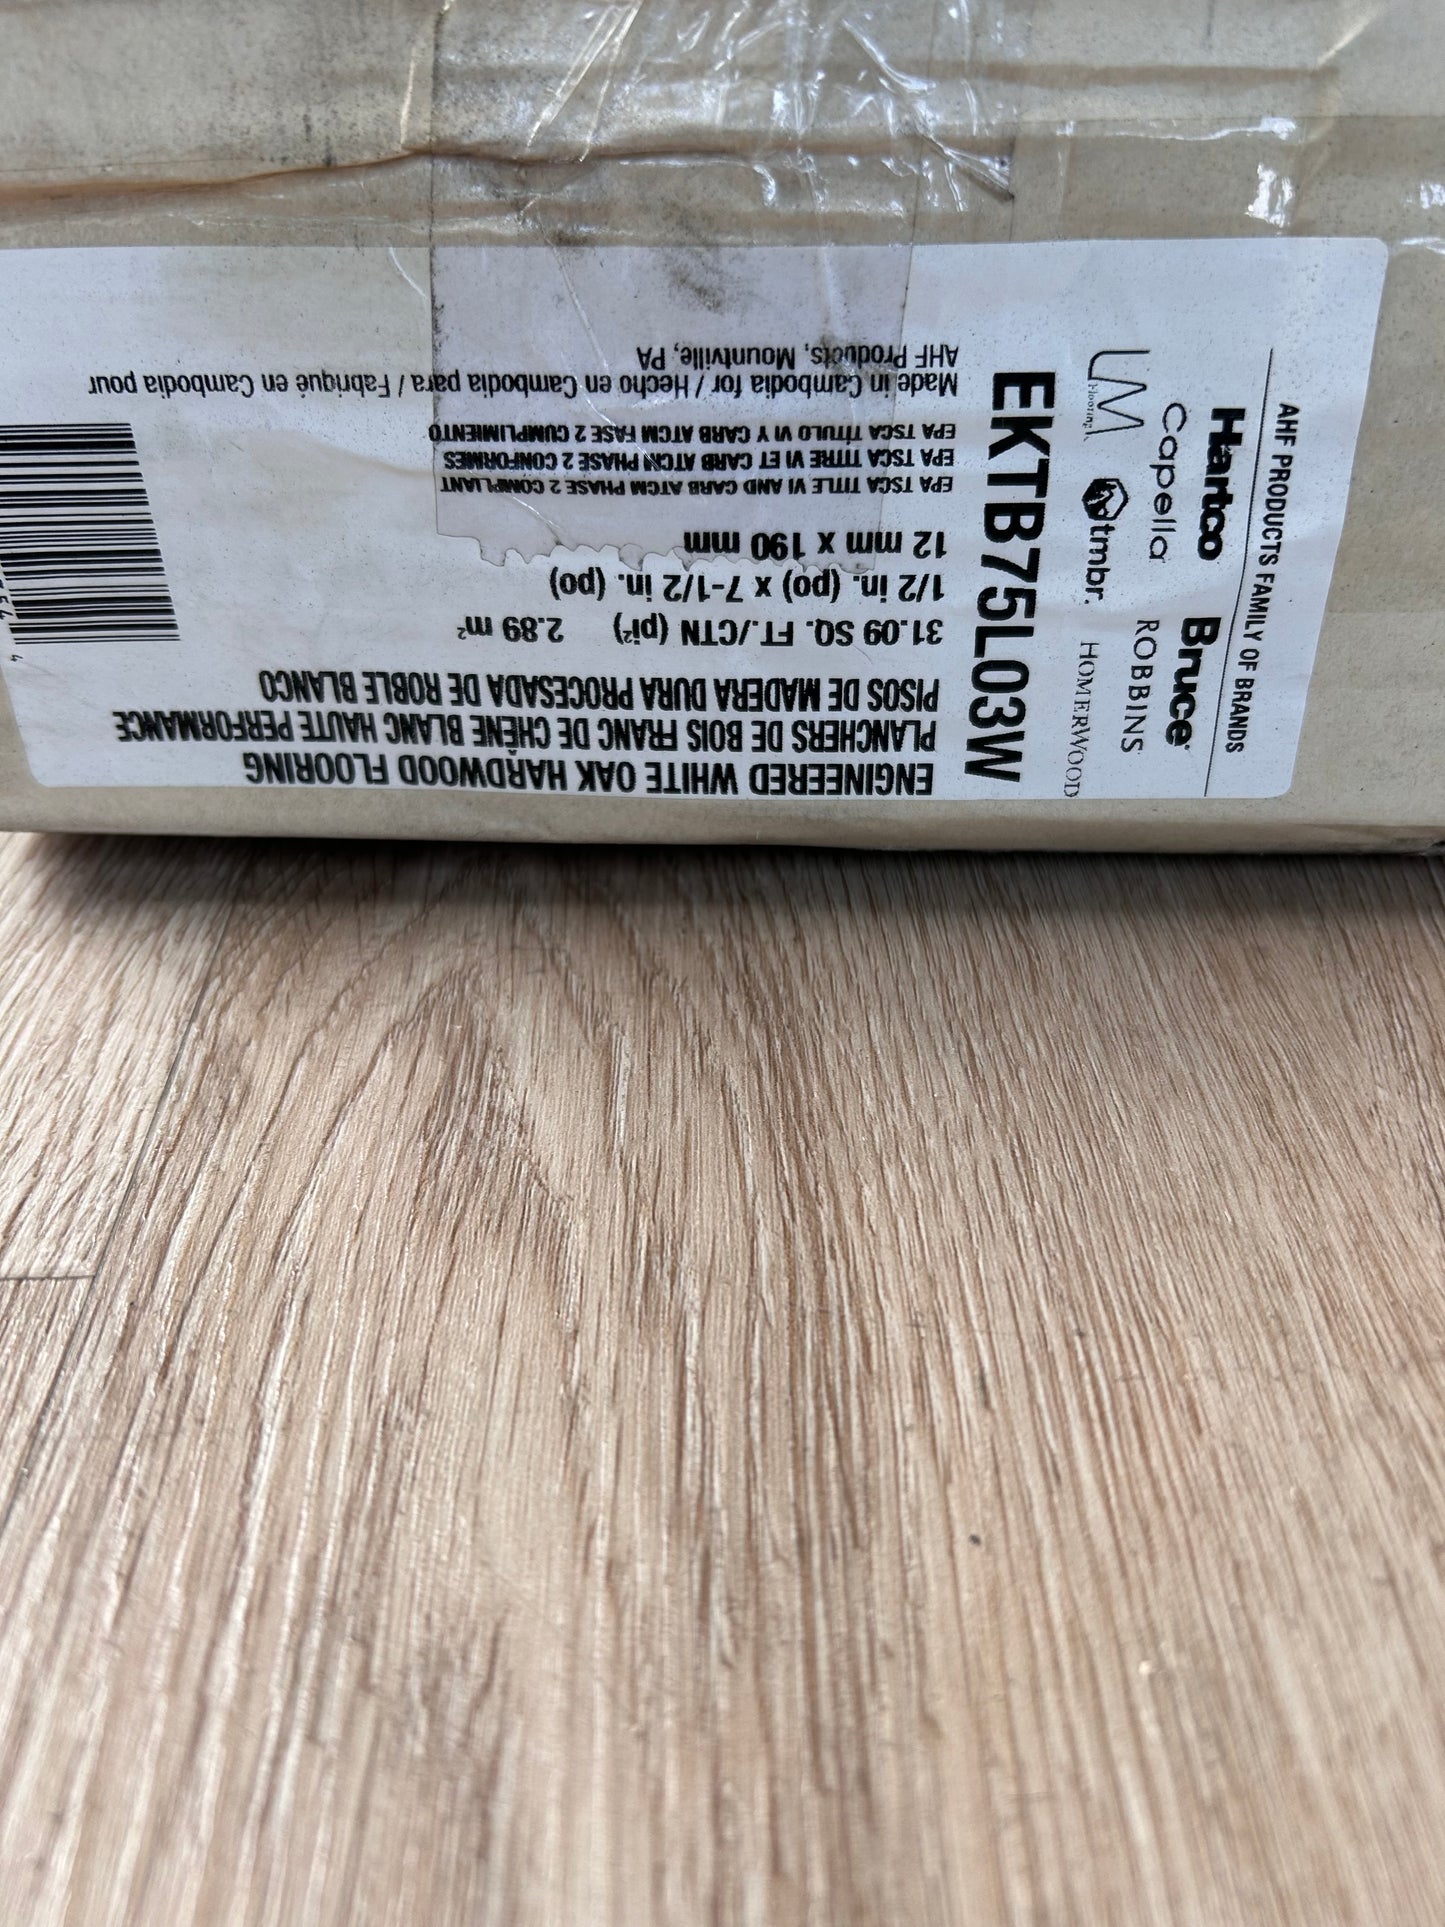 ENGINEERED WHITE OAK HARDWOOD FLOORING
PLANCHERS DE BOIS FRANC DE CHÊNE BLANC HAUTE PERFORMANCE
PISOS DE MADERA DURA PROCESADA DE ROBLE BLANCO
31.09 SQ. FT./CTN (pi²) 2.89 m²
1/2 in. (po) x 7-1/2 in. (po)
12 mm x 190 mm
EPA TSCA TITLE VI AND CARB ATCM PHASE 2 COMPLIANT
EPA TSCA TITRE VI ET CARB ATCM PHASE 2 CONFORMES
EPA TSCA TÍTULO VI Y CARB ATCM FASE 2 CUMPLIMIENTO
Made in Cambodia for / Hecho en Cambodia para / Fabriqué en Cambodia pour
AHF Products, Mountville, PA
EKTB75L03W
AHF PRODUCTS FAMILY OF BRANDS
Hartco Bruce
Capella ROBBINS
LM Flooring tmbr. HOMERWOOD
4